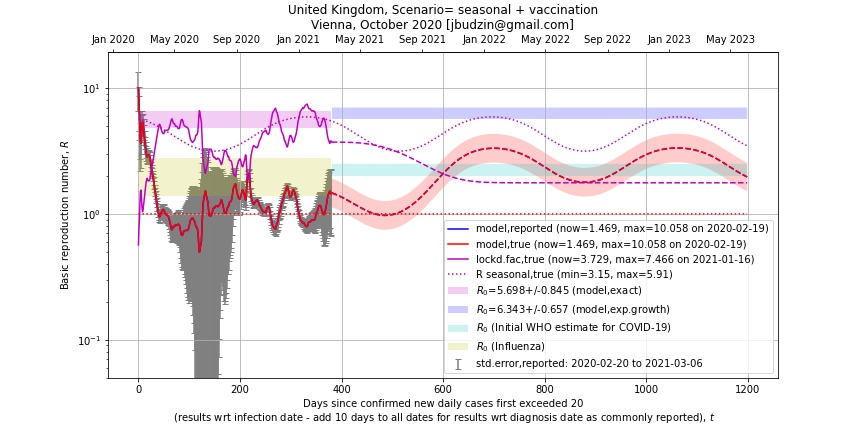 United Kingdom, Scenario= seasonal + vaccination
Vienna, October 2020 [jbudzin@gmail.com]
Jan 2020 May 2020 Sep 2020 Jan 2021 May 2021 Sep 2021 Jan 2022 May 2022 Sep 2022 Jan 2023 May 2023
Basic reproduction number, R
10¹
10⁰
10⁻¹
model,reported (now=1.469, max=10.058 on 2020-02-19)
model,true (now=1.469, max=10.058 on 2020-02-19)
lockd.fac,true (now=3.729, max=7.466 on 2021-01-16)
R seasonal,true (min=3.15, max=5.91)
R₀=5.698+/-0.845 (model,exact)
R₀=6.343+/-0.657 (model,exp.growth)
R₀ (Initial WHO estimate for COVID-19)
R₀ (Influenza)
std.error,reported: 2020-02-20 to 2021-03-06
0 200 400 600 800 1000 1200
Days since confirmed new daily cases first exceeded 20
(results wrt infection date - add 10 days to all dates for results wrt diagnosis date as commonly reported), t